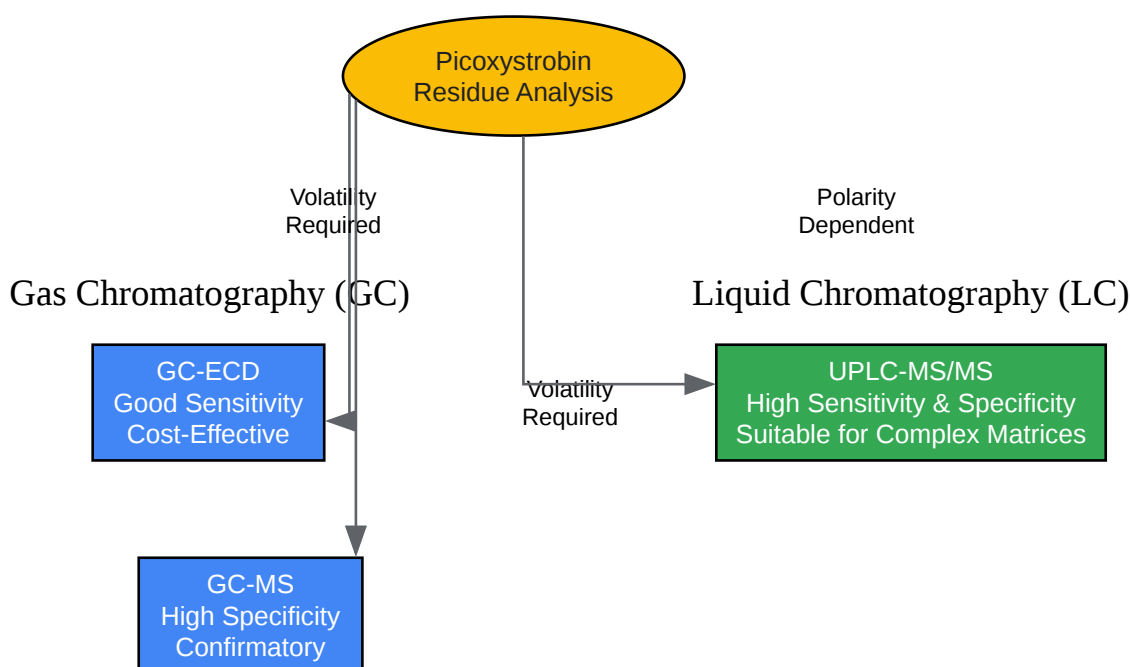 Picoxystrobin
Residue Analysis
Volatility
Required
Polarity
Dependent
Gas Chromatography (GC)
Liquid Chromatography (LC)
GC-ECD
Good Sensitivity
Cost-Effective
Volatility
Required
UPLC-MS/MS
High Sensitivity & Specificity
Suitable for Complex Matrices
GC-MS
High Specificity
Confirmatory